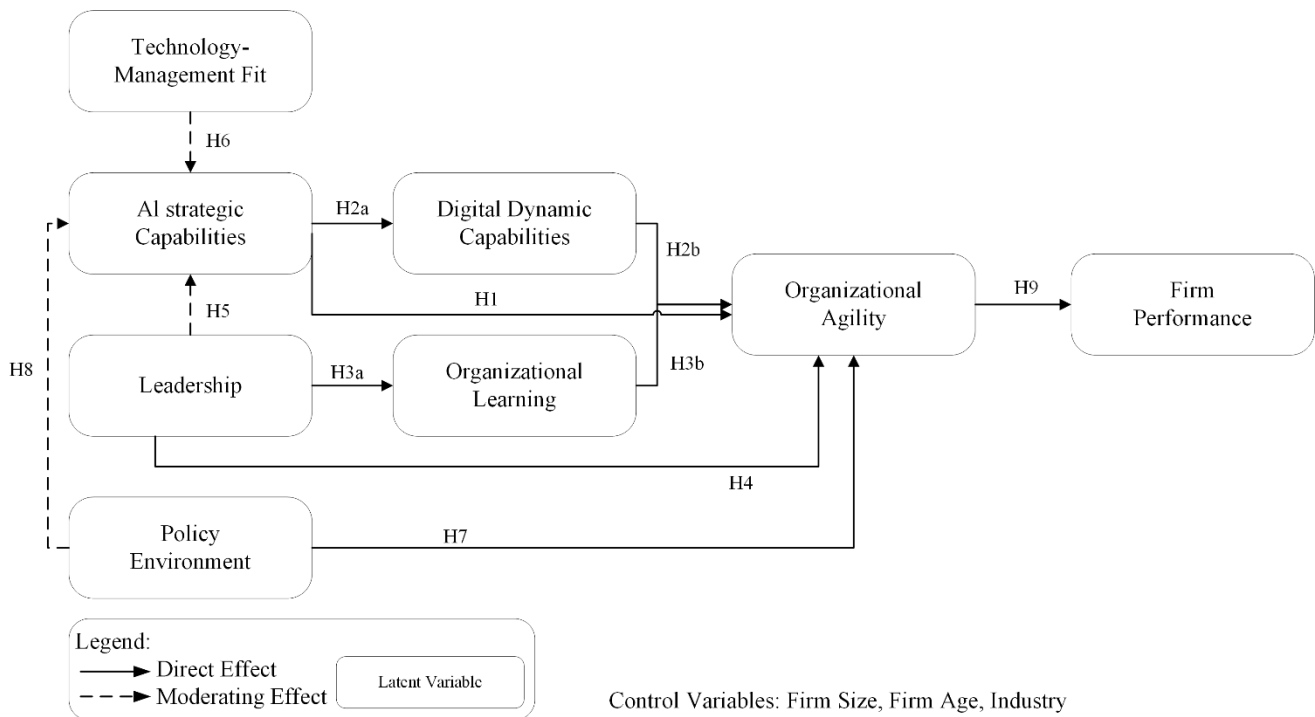 Technology-
Management Fit
H6
AI strategic
Capabilities
H2a
Digital Dynamic
Capabilities
H2b
H1
Organizational
Agility
H9
Firm
Performance
H5
H8
Leadership
H3a
Organizational
Learning
H3b
H4
Policy
Environment
H7
Legend:
Direct Effect
Moderating Effect
Latent Variable
Control Variables: Firm Size, Firm Age, Industry